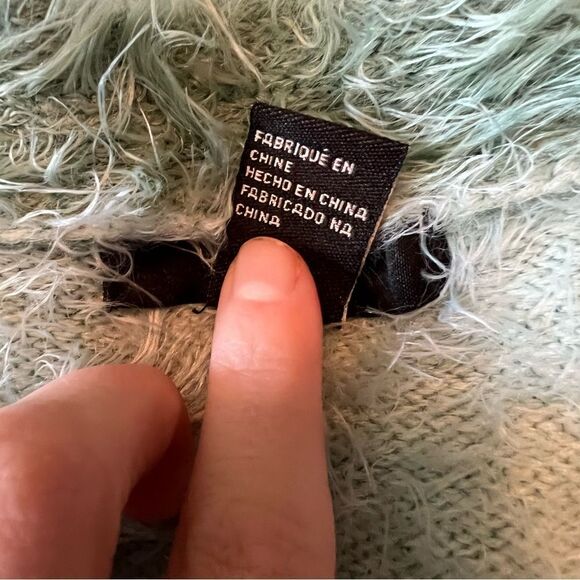 FABRIQUÉ EN
CHINE
HECHO EN CHINA
FABRICADO NA
CHINA